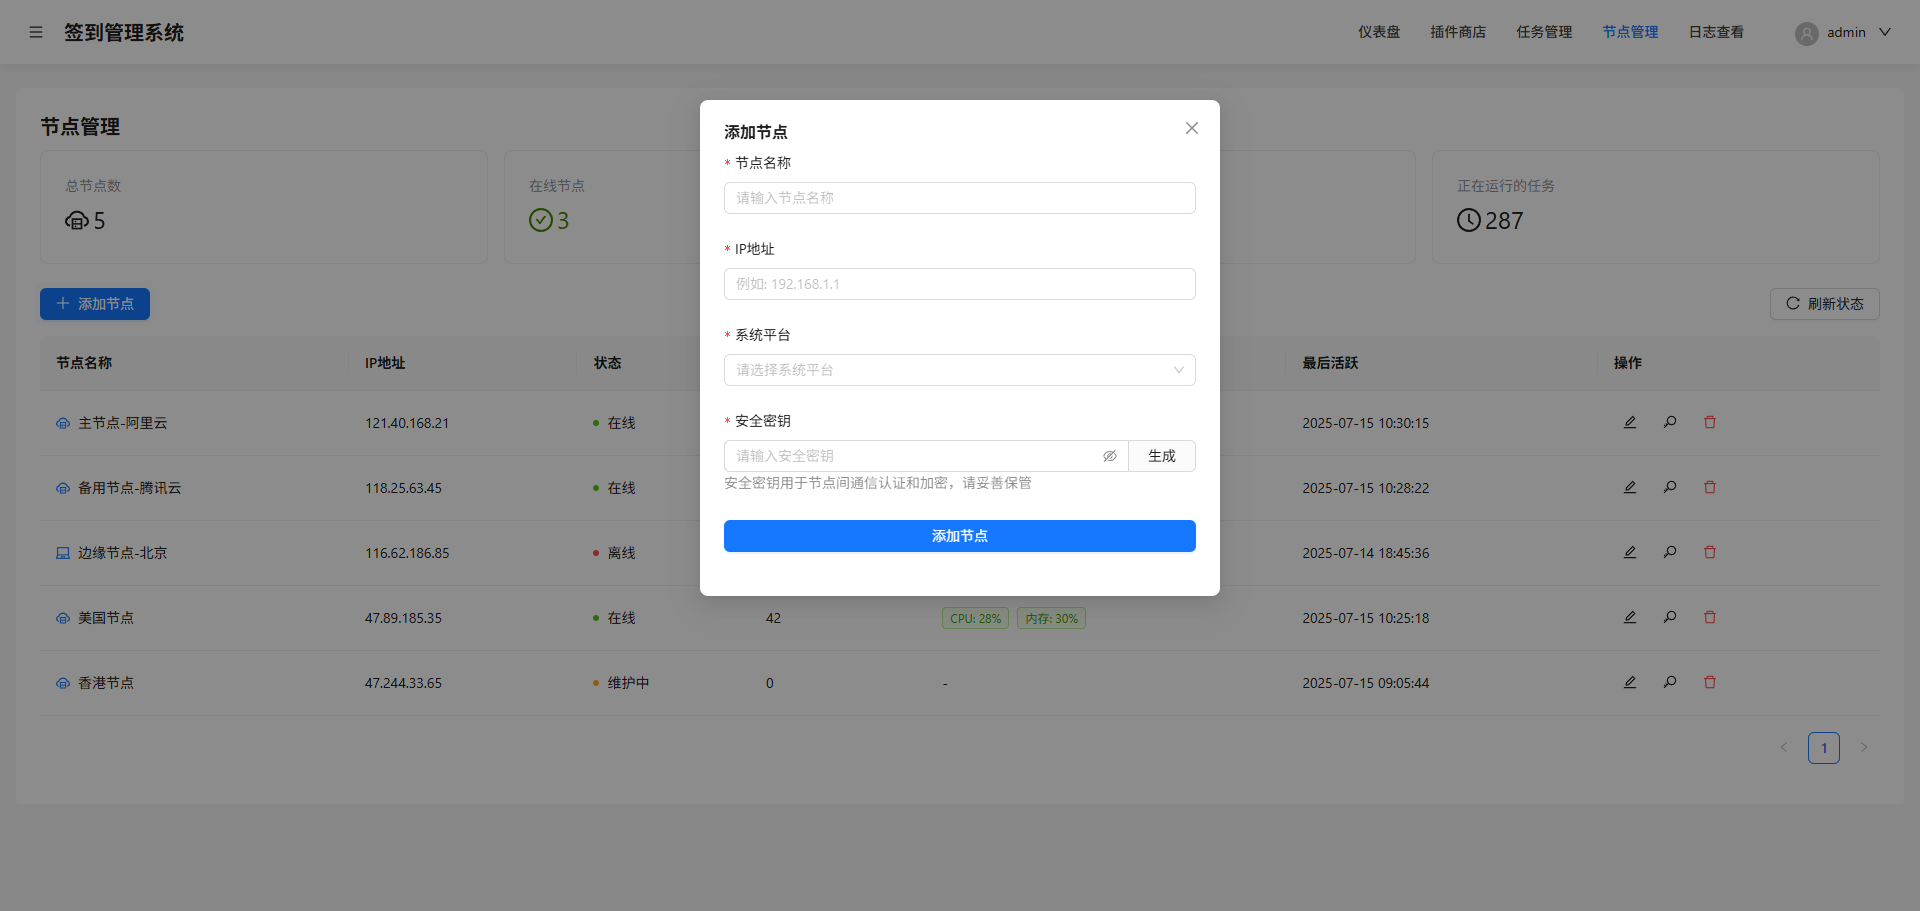 签到管理系统
仪表盘 插件商店 任务管理 节点管理 日志查看 admin
节点管理
总节点数 在线节点 正在运行的任务
5 3 287
添加节点 刷新状态
节点名称 IP地址 状态 最后活跃 操作
主节点-阿里云 121.40.168.21 在线 2025-07-15 10:30:15
备用节点-腾讯云 118.25.63.45 在线 2025-07-15 10:28:22
边缘节点-北京 116.62.186.85 离线 2025-07-14 18:45:36
美国节点 47.89.185.35 在线 42 CPU: 28% 内存: 30% 2025-07-15 10:25:18
香港节点 47.244.33.65 维护中 0 - 2025-07-15 09:05:44
1
添加节点
* 节点名称
请输入节点名称
* IP地址
例如: 192.168.1.1
* 系统平台
请选择系统平台
* 安全密钥
请输入安全密钥 生成
安全密钥用于节点间通信认证和加密，请妥善保管
添加节点